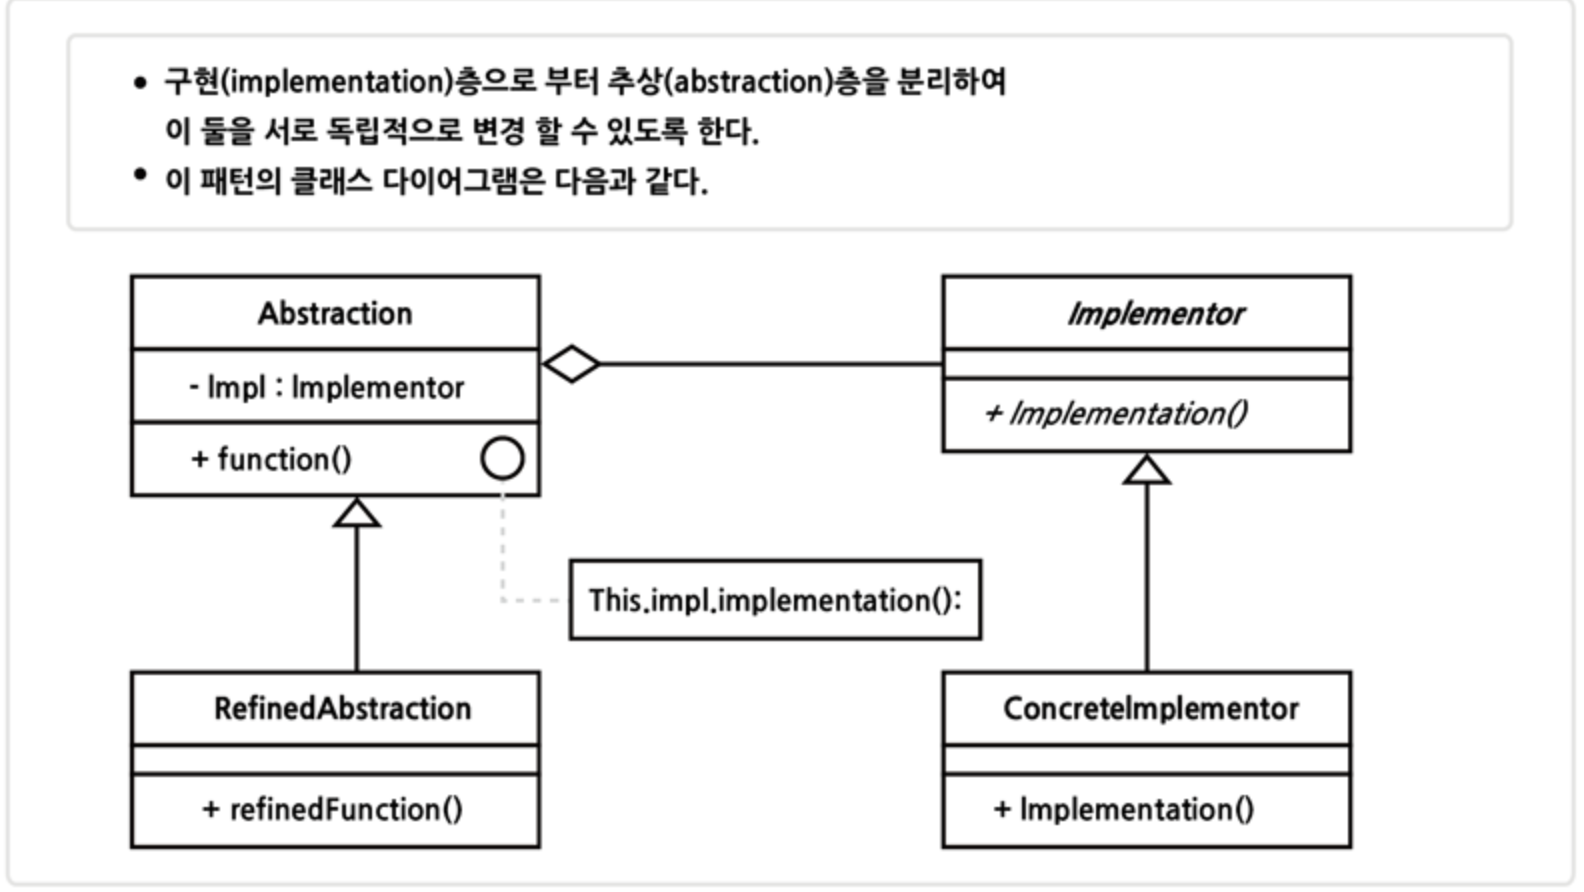 • 구현(implementation)층으로 부터 추상(abstraction)층을 분리하여
이 둘을 서로 독립적으로 변경 할 수 있도록 한다.
• 이 패턴의 클래스 다이어그램은 다음과 같다.
Abstraction
- Impl : Implementor
+ function()
Implementor
+ Implementation()
This.impl.implementation():
RefinedAbstraction
+ refinedFunction()
ConcreteImplementor
+ Implementation()